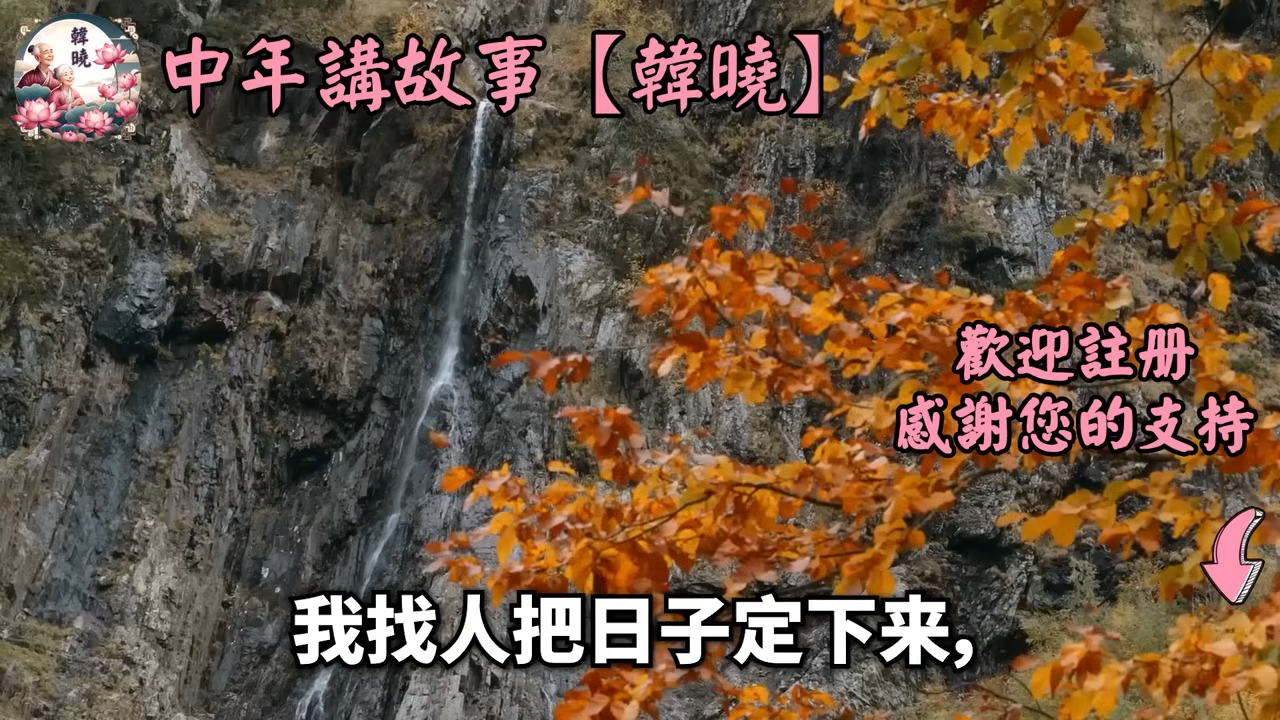 韓
曉
中年講故事【韓曉】
歡迎註册
感謝您的支持
我找人把日子定下来,